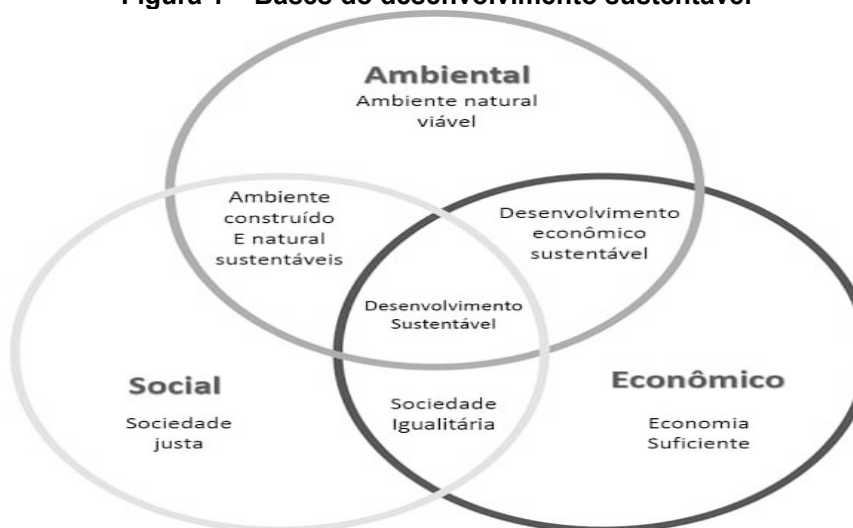 Figura 1 – Bases do desenvolvimento sustentável
Ambiental
Ambiente natural
viável
Ambiente
construído
E natural
sustentáveis
Desenvolvimento
econômico
sustentável
Desenvolvimento
Sustentável
Social
Sociedade
justa
Sociedade
Igualitária
Econômico
Economia
Suficiente